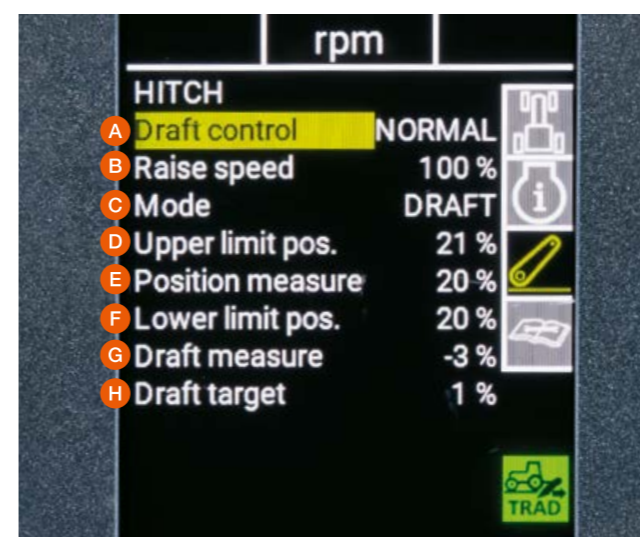 rpm
HITCH
A Draft control NORMAL
B Raise speed 100 %
C Mode DRAFT
D Upper limit pos. 21 %
E Position measure 20 %
F Lower limit pos. 20 %
G Draft measure -3 %
H Draft target 1 %
TRAD